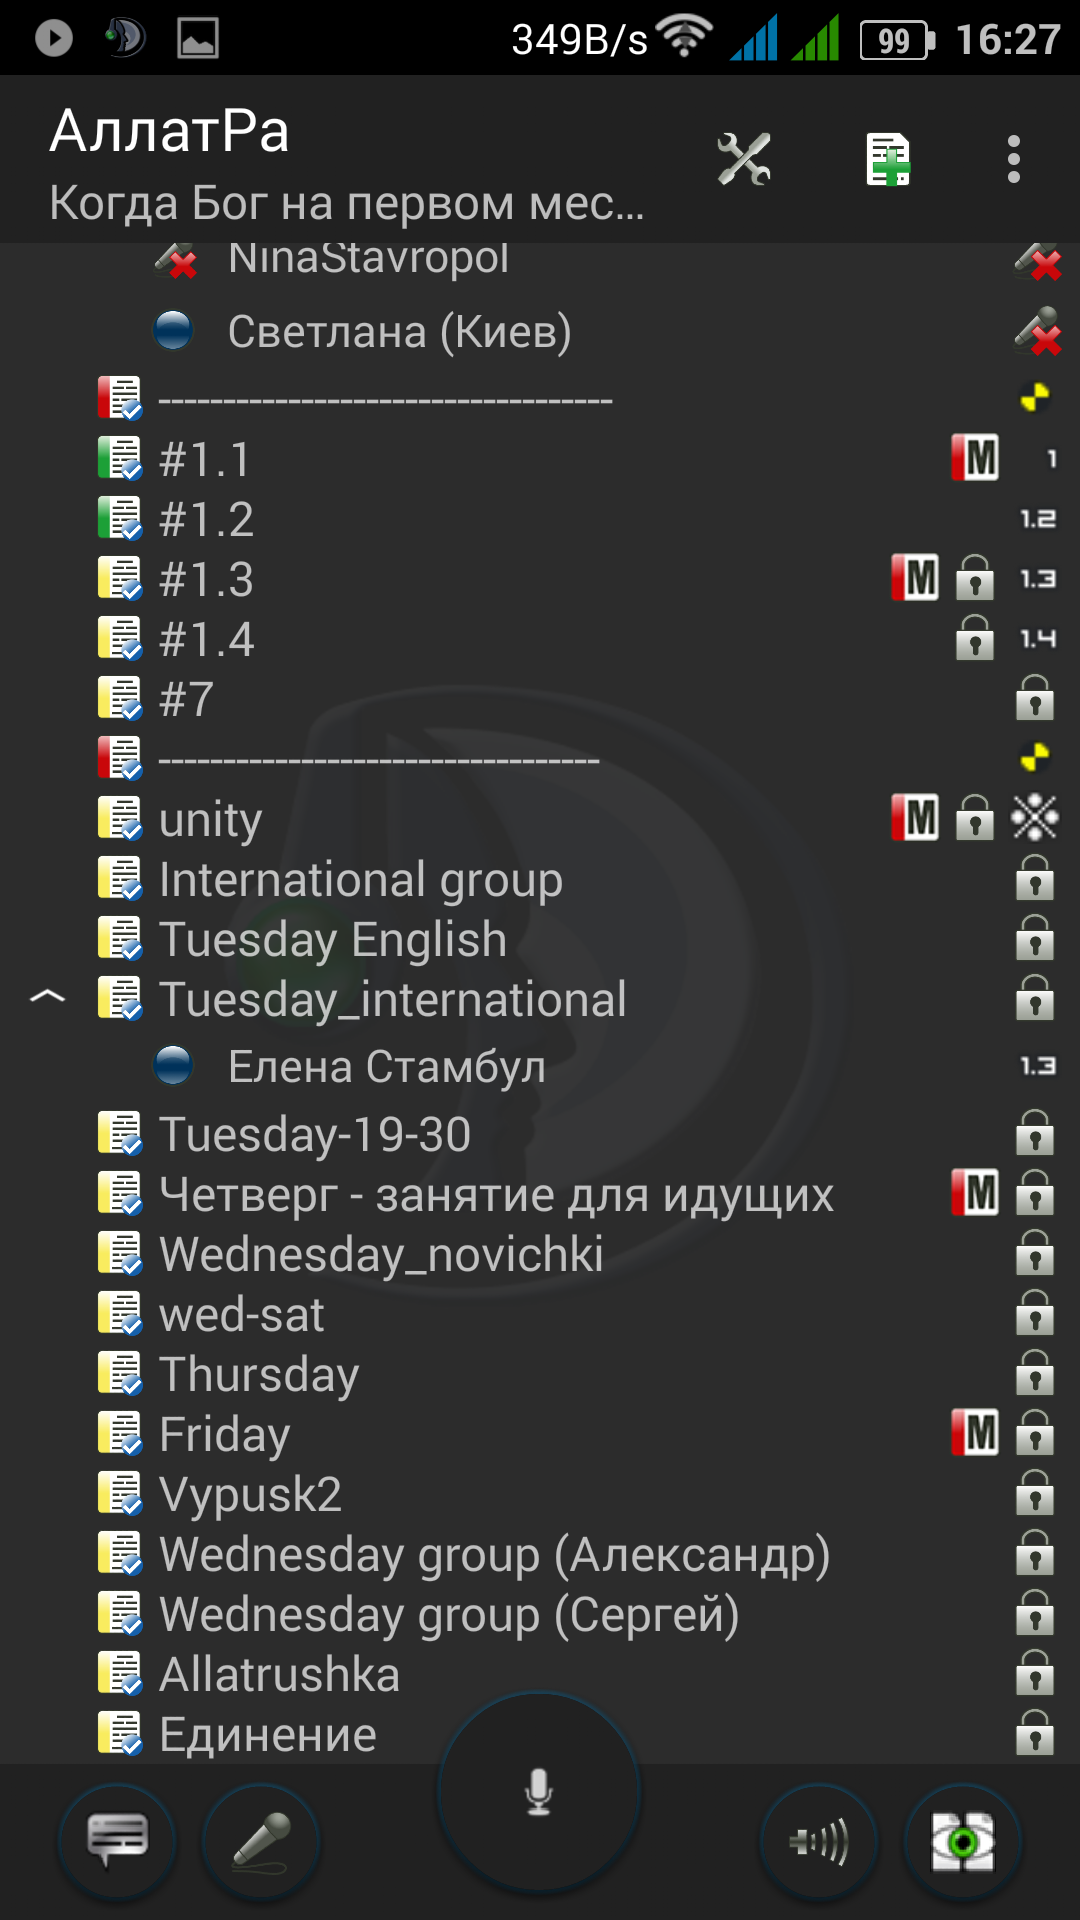 349B/s 99 16:27
АллатРа
Когда Бог на первом мес...
NinaStavropol
Светлана (Киев)
-----------------------------------
#1.1 M 1
#1.2 1.2
#1.3 M 1.3
#1.4 1.4
#7
----------------------------------
unity M
International group
Tuesday English
Tuesday_international
Елена Стамбул 1.3
Tuesday-19-30
Четверг - занятие для идущих M
Wednesday_novichki
wed-sat
Thursday
Friday M
Vypusk2
Wednesday group (Александр)
Wednesday group (Сергей)
Allatrushka
Единение